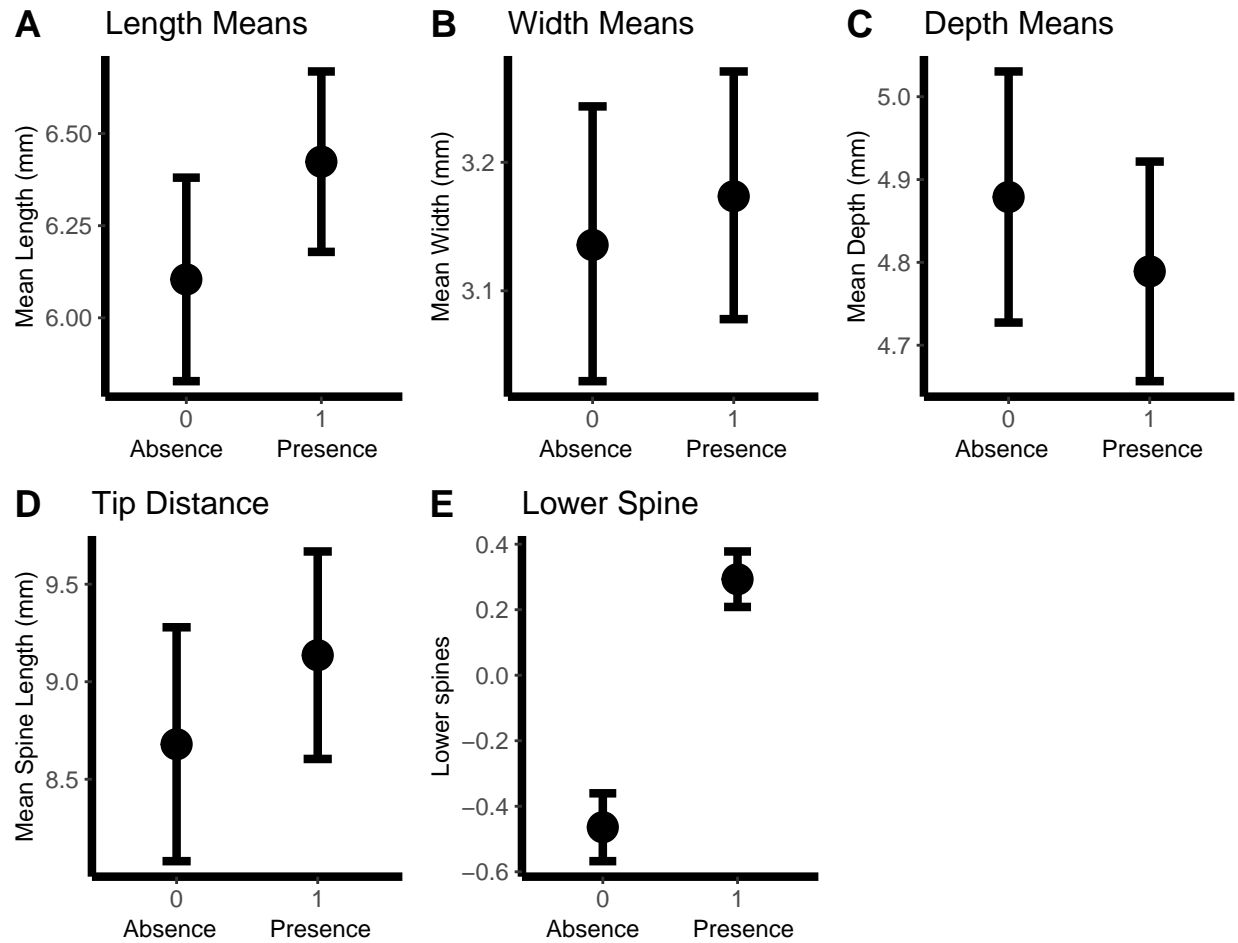 A Length Means
Mean Length (mm)
6.50
6.25
6.00
0 1
Absence Presence
B Width Means
Mean Width (mm)
3.2
3.1
0 1
Absence Presence
C Depth Means
Mean Depth (mm)
5.0
4.9
4.8
4.7
0 1
Absence Presence
D Tip Distance
Mean Spine Length (mm)
9.5
9.0
8.5
0 1
Absence Presence
E Lower Spine
Lower spines
0.4
0.2
0.0
−0.2
−0.4
−0.6
0 1
Absence Presence